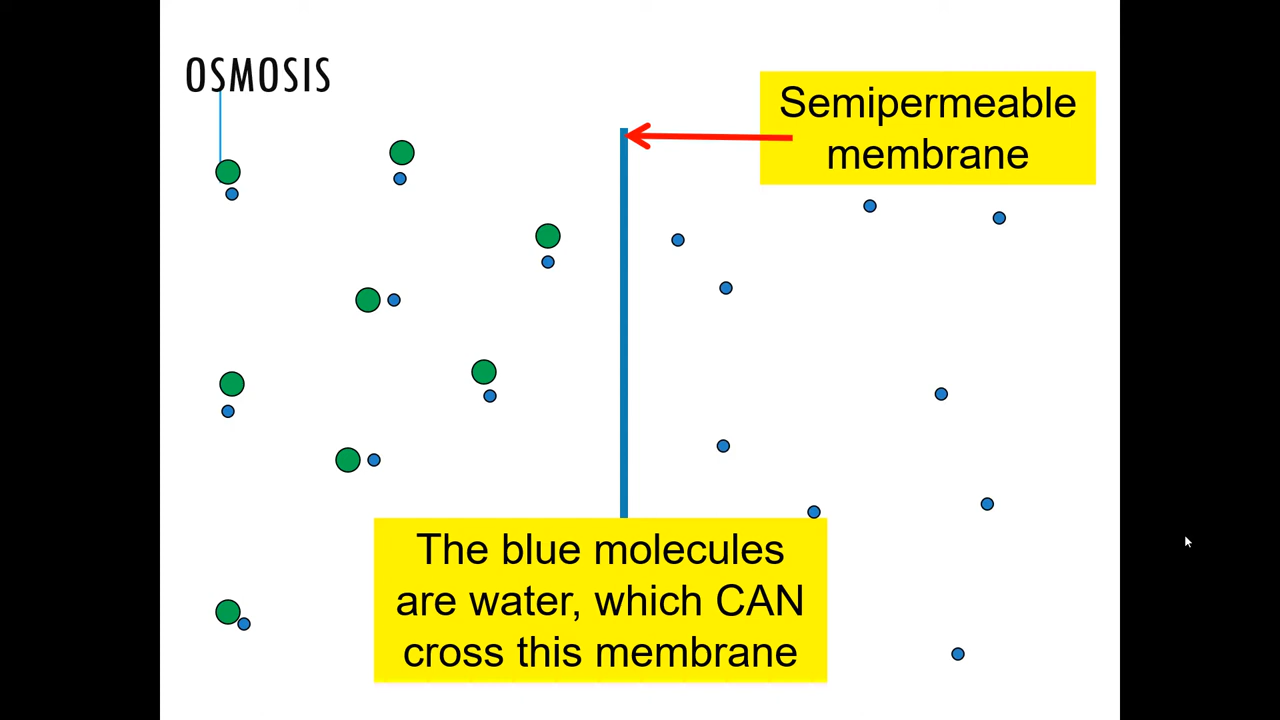 OSMOSIS
Semipermeable
membrane
The blue molecules
are water, which CAN
cross this membrane